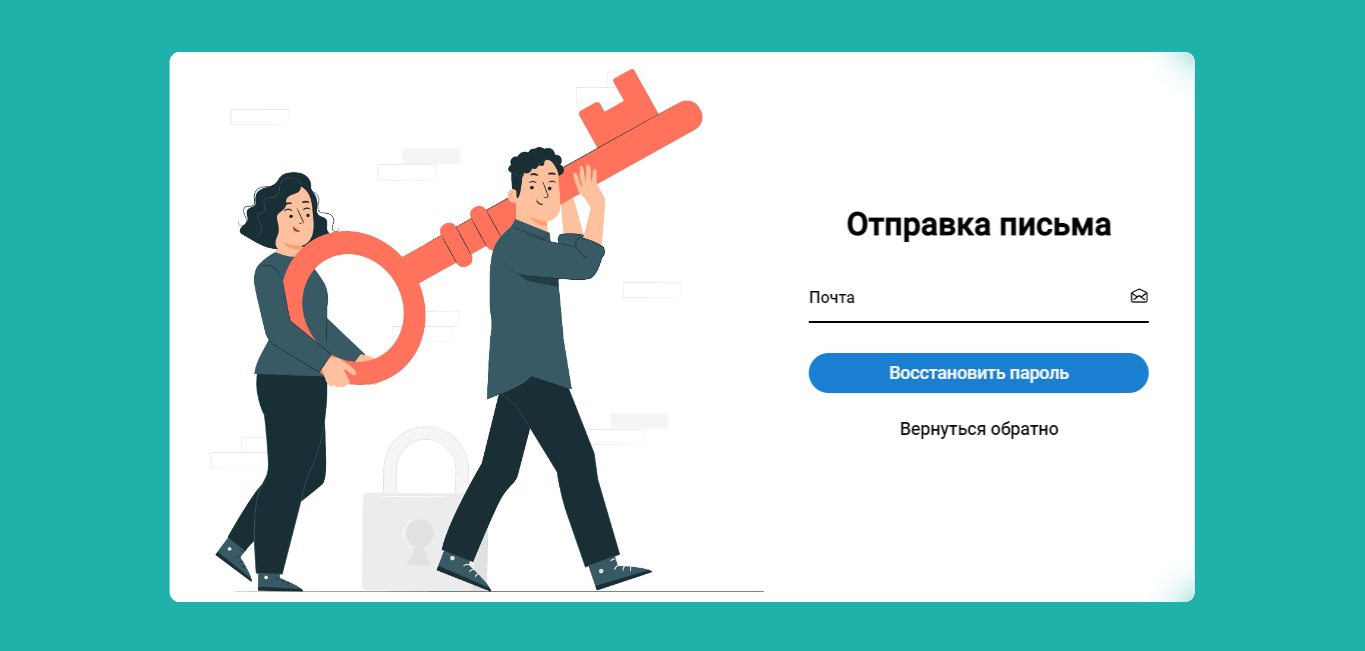 Отправка письма
Почта
Восстановить пароль
Вернуться обратно